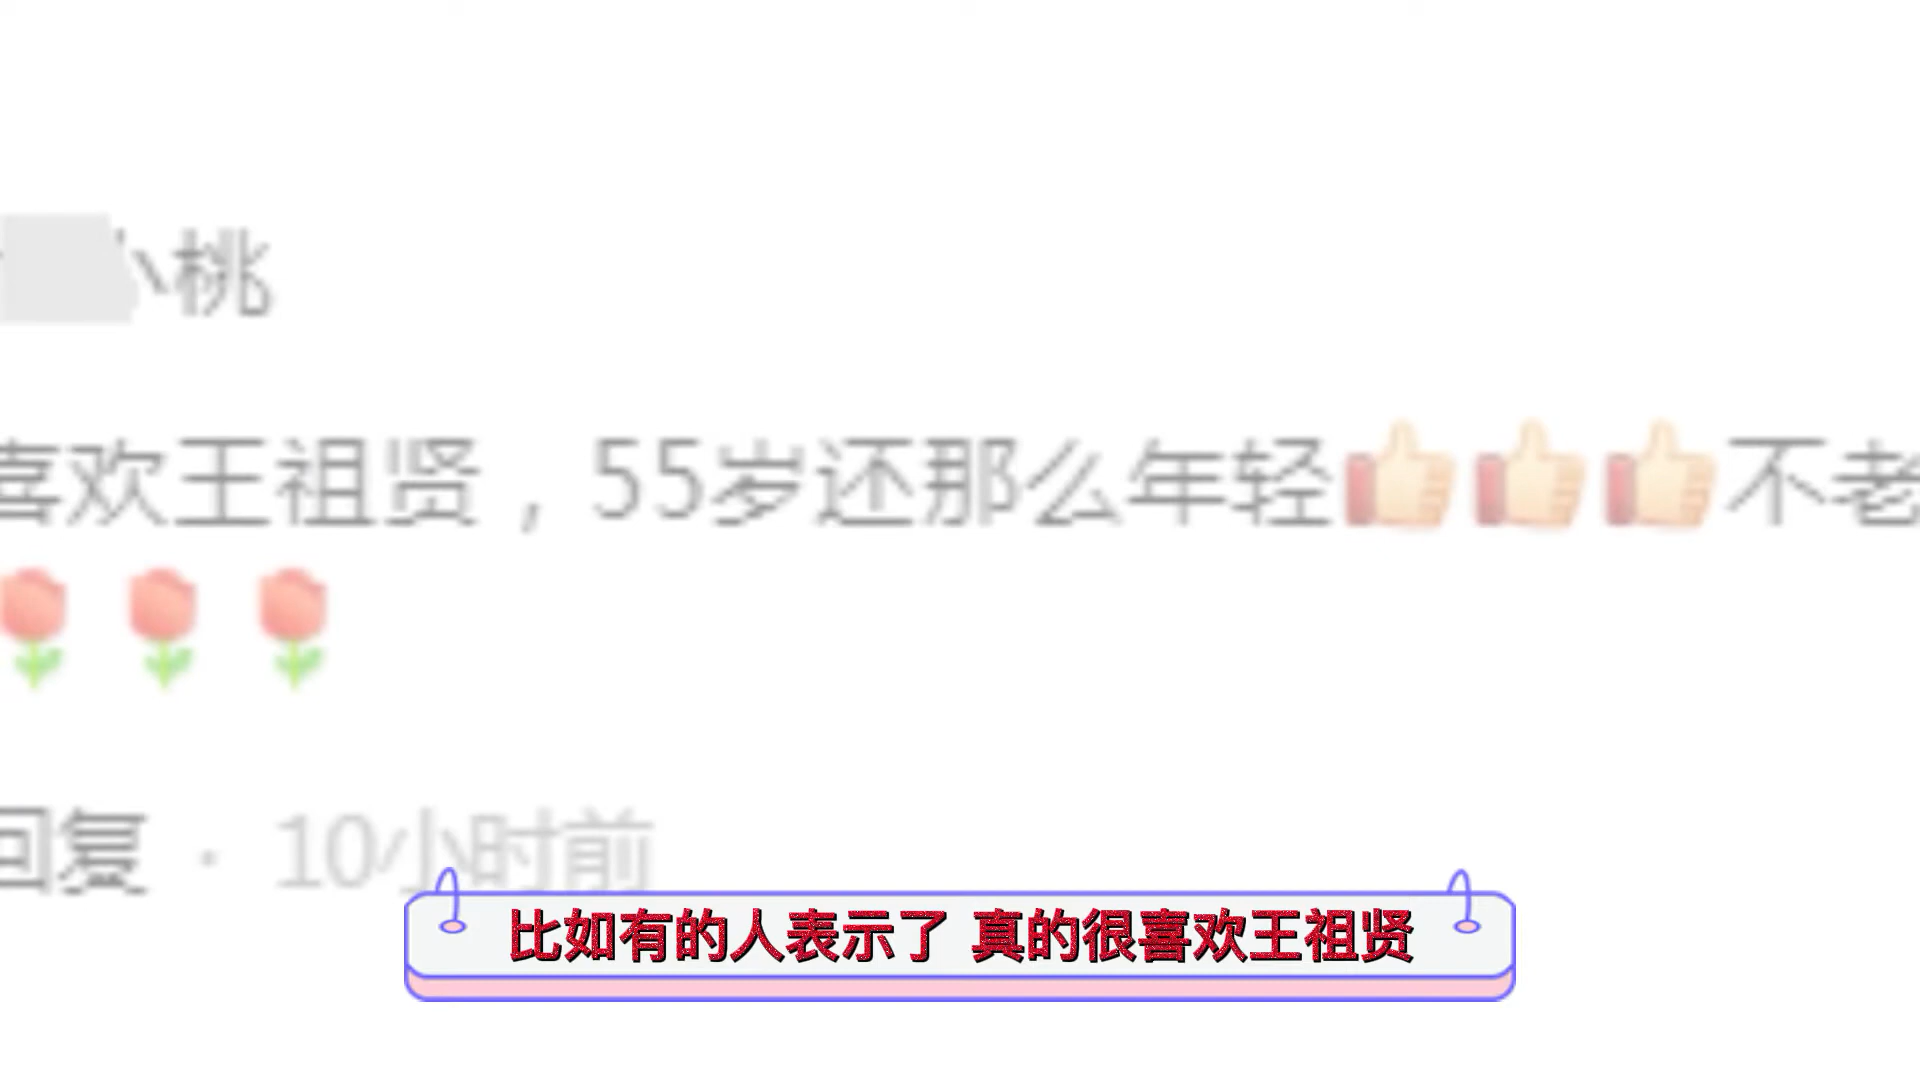 小桃
喜欢王祖贤，55岁还那么年轻👍👍👍不老
🌷🌷🌷
回复 · 10小时前
比如有的人表示了 真的很喜欢王祖贤